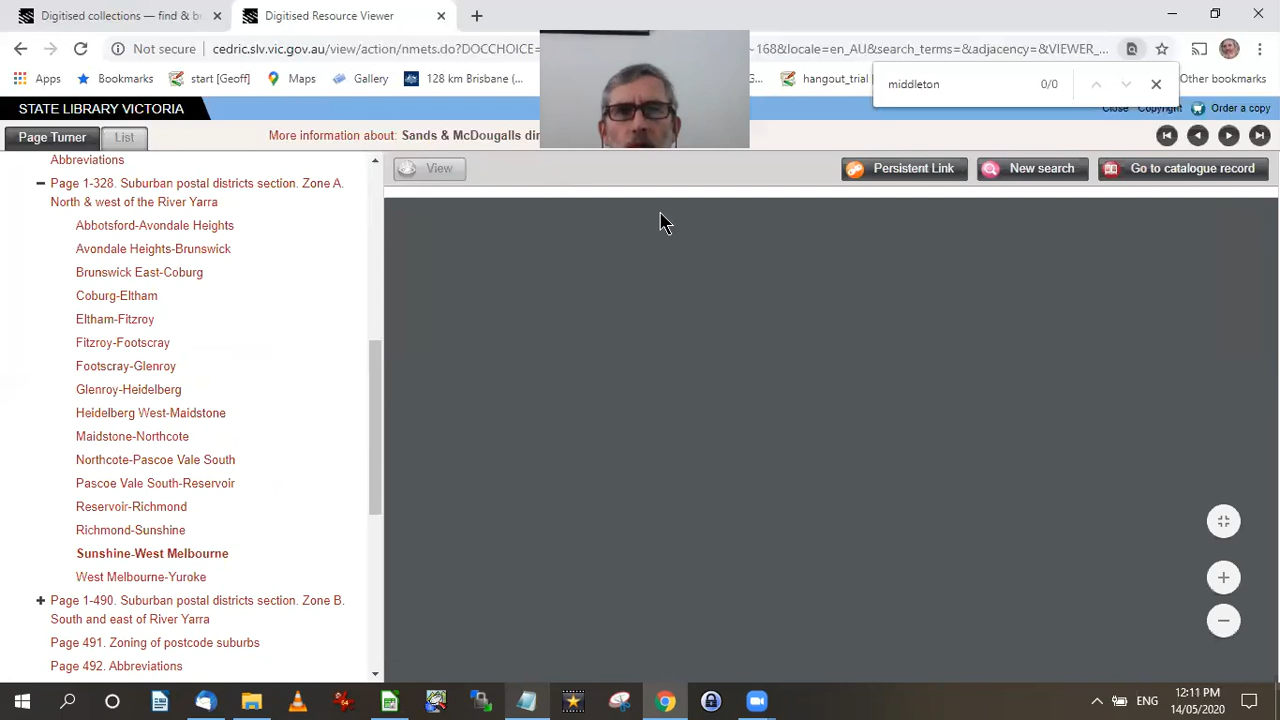 Digitised collections — find & b
Digitised Resource Viewer
Not secure
cedric.slv.vic.gov.au/view/action/nmets.do?DOCCHOICE=
~168&locale=en_AU&search_terms=&adjacency=&VIEWER_...
Apps
Bookmarks
start [Geoff]
Maps
Gallery
128 km Brisbane (...
hangout_trial
Other bookmarks
middleton
0/0
STATE LIBRARY VICTORIA
Close
Copyright
Order a copy
Page Turner
List
More information about: Sands & McDougalls dir
View
Persistent Link
New search
Go to catalogue record
Abbreviations
Page 1-328. Suburban postal districts section. Zone A.
North & west of the River Yarra
Abbotsford-Avondale Heights
Avondale Heights-Brunswick
Brunswick East-Coburg
Coburg-Eltham
Eltham-Fitzroy
Fitzroy-Footscray
Footscray-Glenroy
Glenroy-Heidelberg
Heidelberg West-Maidstone
Maidstone-Northcote
Northcote-Pascoe Vale South
Pascoe Vale South-Reservoir
Reservoir-Richmond
Richmond-Sunshine
Sunshine-West Melbourne
West Melbourne-Yuroke
Page 1-490. Suburban postal districts section. Zone B.
South and east of River Yarra
Page 491. Zoning of postcode suburbs
Page 492. Abbreviations
ENG
12:11 PM
14/05/2020